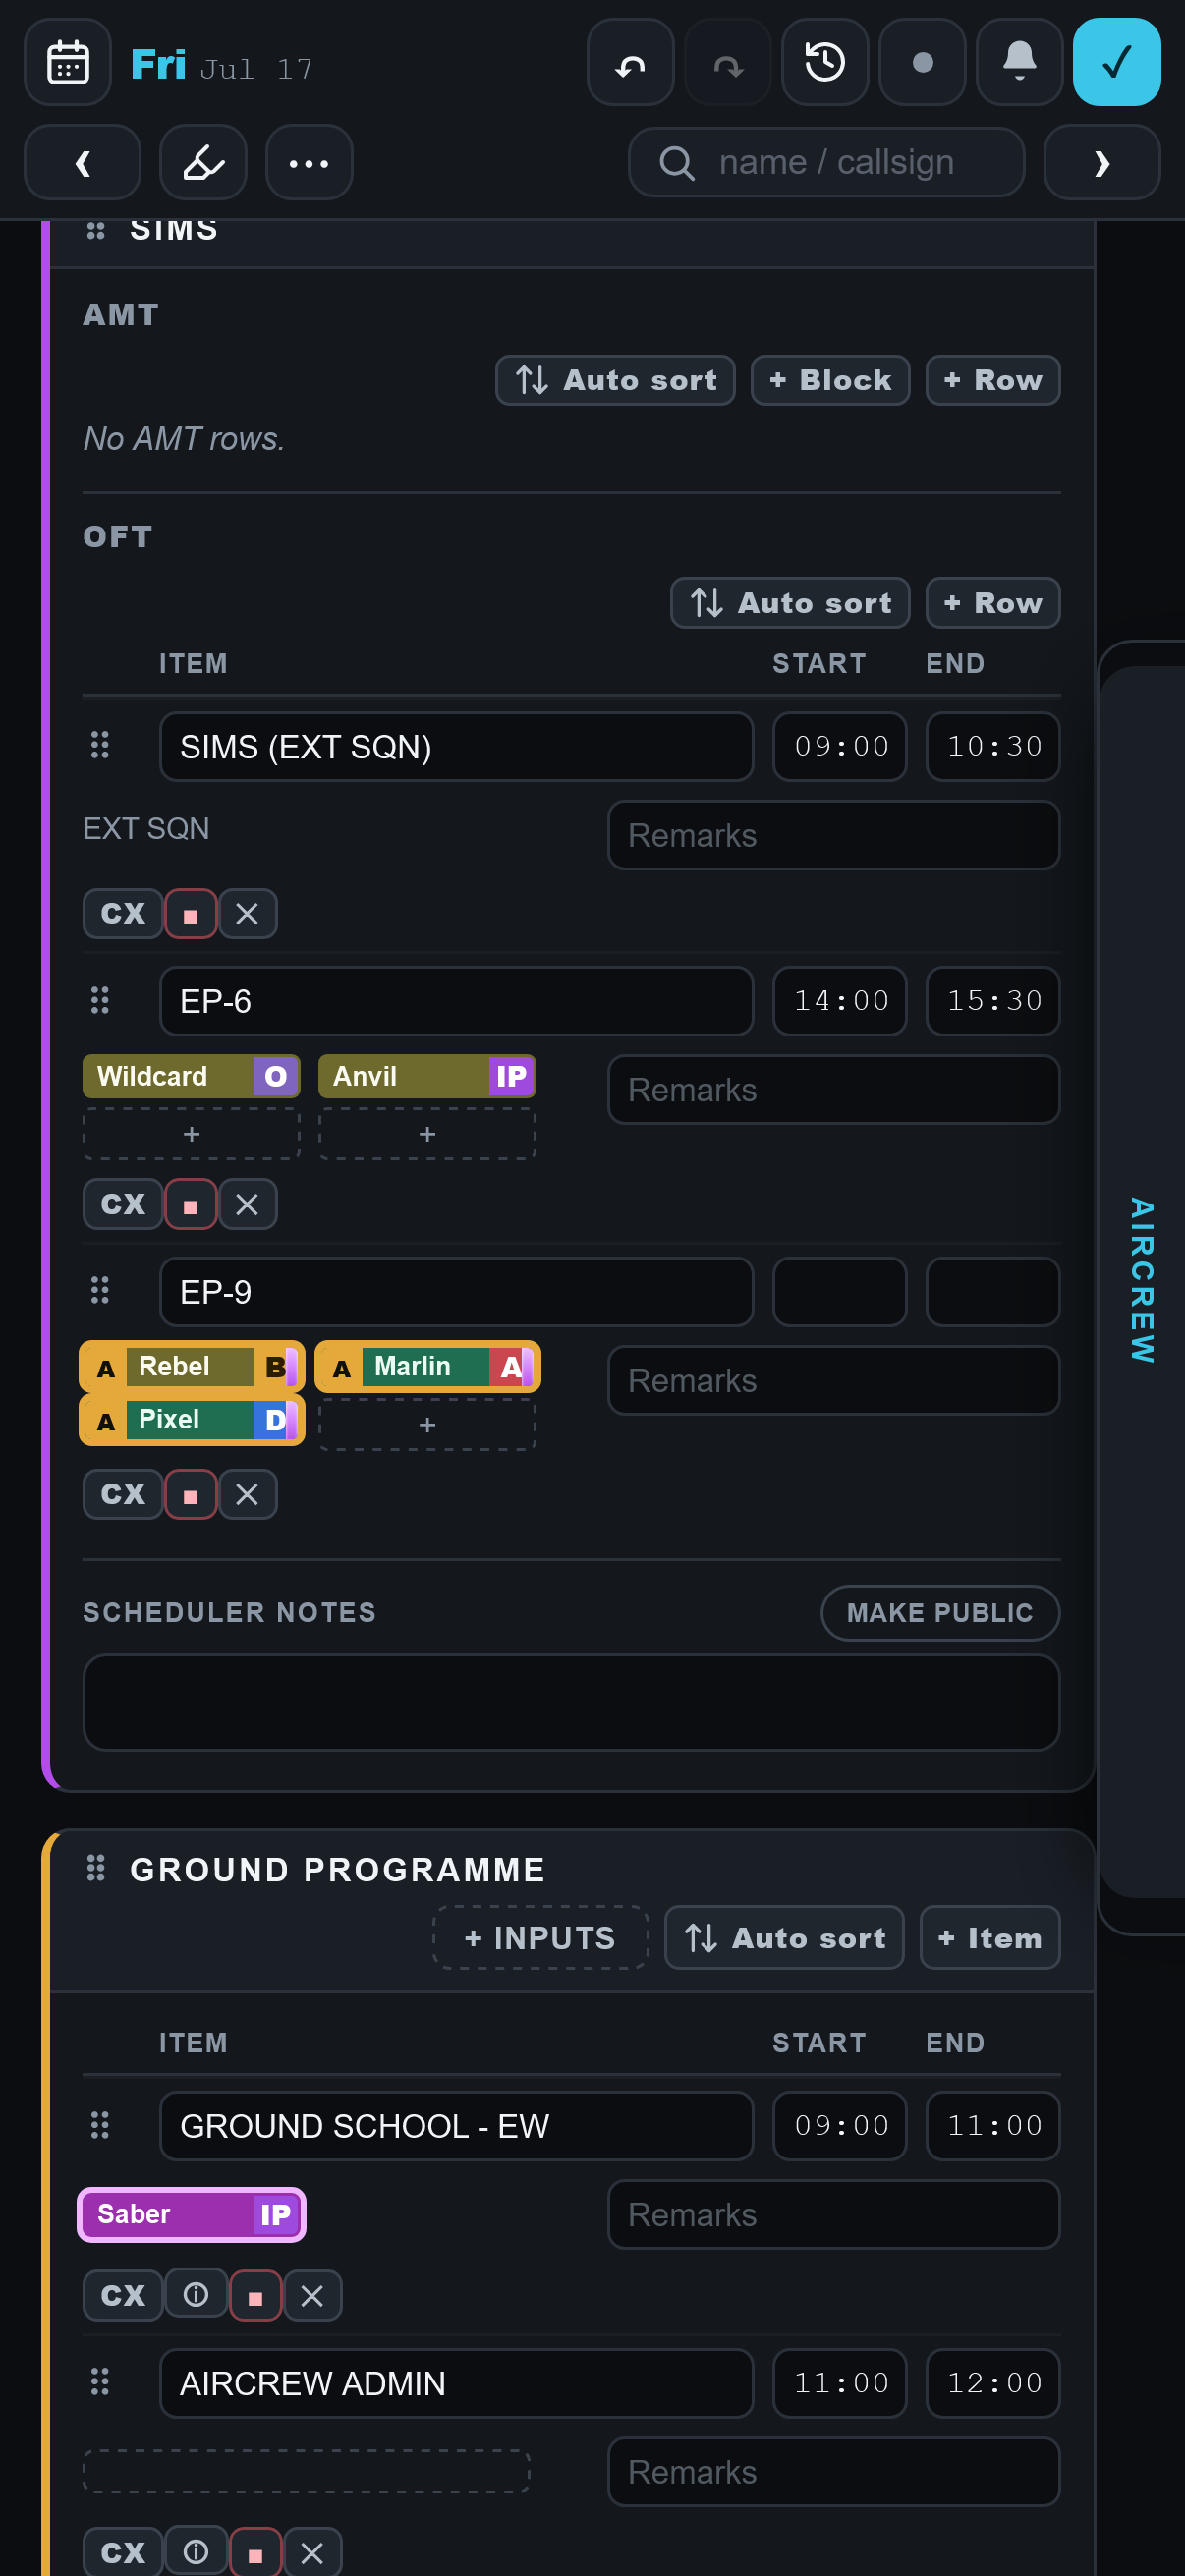 Fri Jul 17
name / callsign
SIMS
AMT
Auto sort + Block + Row
No AMT rows.
OFT
Auto sort + Row
ITEM START END
SIMS (EXT SQN) 09:00 10:30
EXT SQN Remarks
CX
EP-6 14:00 15:30
Wildcard O Anvil IP Remarks
+ +
CX
EP-9
A Rebel B A Marlin A Remarks
A Pixel D +
CX
SCHEDULER NOTES MAKE PUBLIC
GROUND PROGRAMME
+ INPUTS Auto sort + Item
ITEM START END
GROUND SCHOOL - EW 09:00 11:00
Saber IP Remarks
CX
AIRCREW ADMIN 11:00 12:00
Remarks
CX
AIRCREW